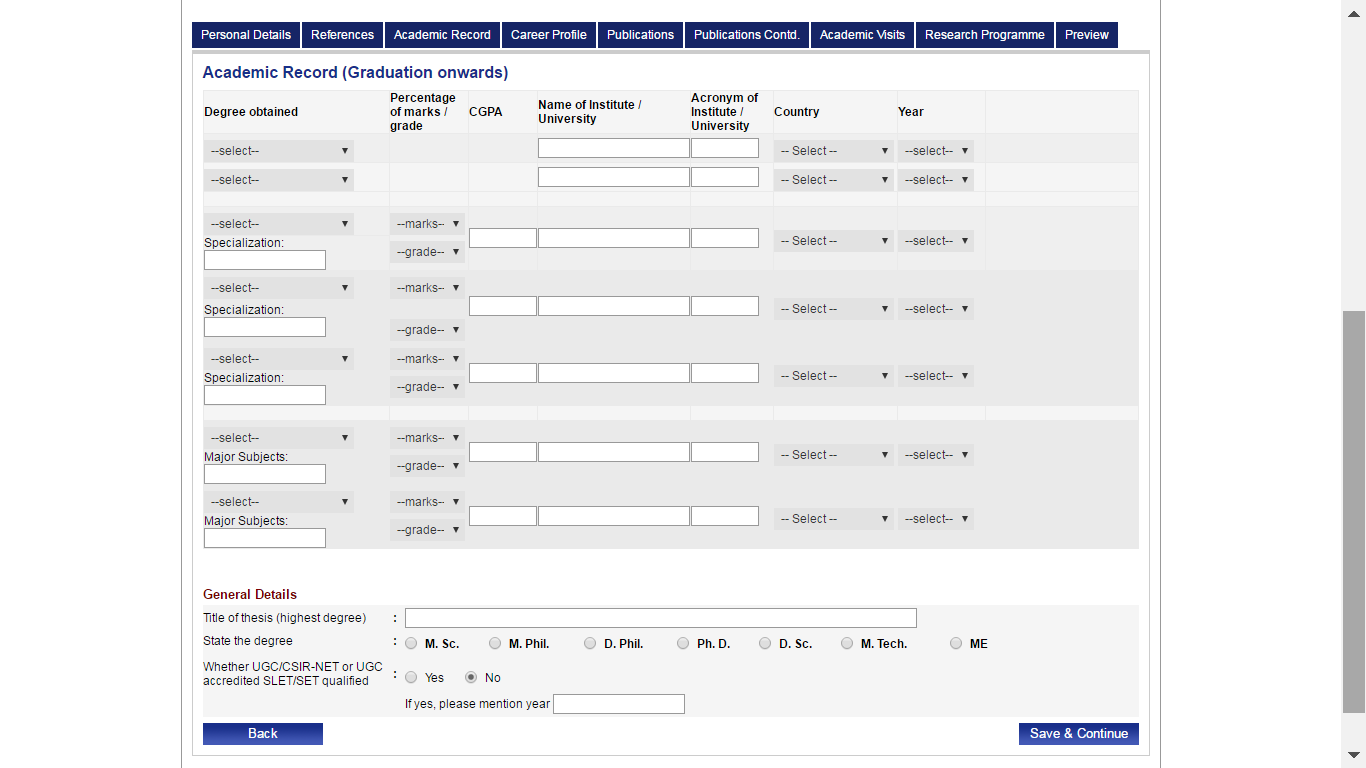 Personal Details References Academic Record Career Profile Publications Publications Contd. Academic Visits Research Programme Preview
Academic Record (Graduation onwards)
Degree obtained Percentage of marks / grade CGPA Name of Institute / University Acronym of Institute / University Country Year
--select-- -- Select -- --select--
--select-- -- Select -- --select--
--select-- --marks--
Specialization: --grade-- -- Select -- --select--
--select-- --marks--
Specialization: --grade-- -- Select -- --select--
--select-- --marks--
Specialization: --grade-- -- Select -- --select--
--select-- --marks--
Major Subjects: --grade-- -- Select -- --select--
--select-- --marks--
Major Subjects: --grade-- -- Select -- --select--
General Details
Title of thesis (highest degree) :
State the degree : M. Sc. M. Phil. D. Phil. Ph. D. D. Sc. M. Tech. ME
Whether UGC/CSIR-NET or UGC
accredited SLET/SET qualified : Yes No
If yes, please mention year
Back Save & Continue